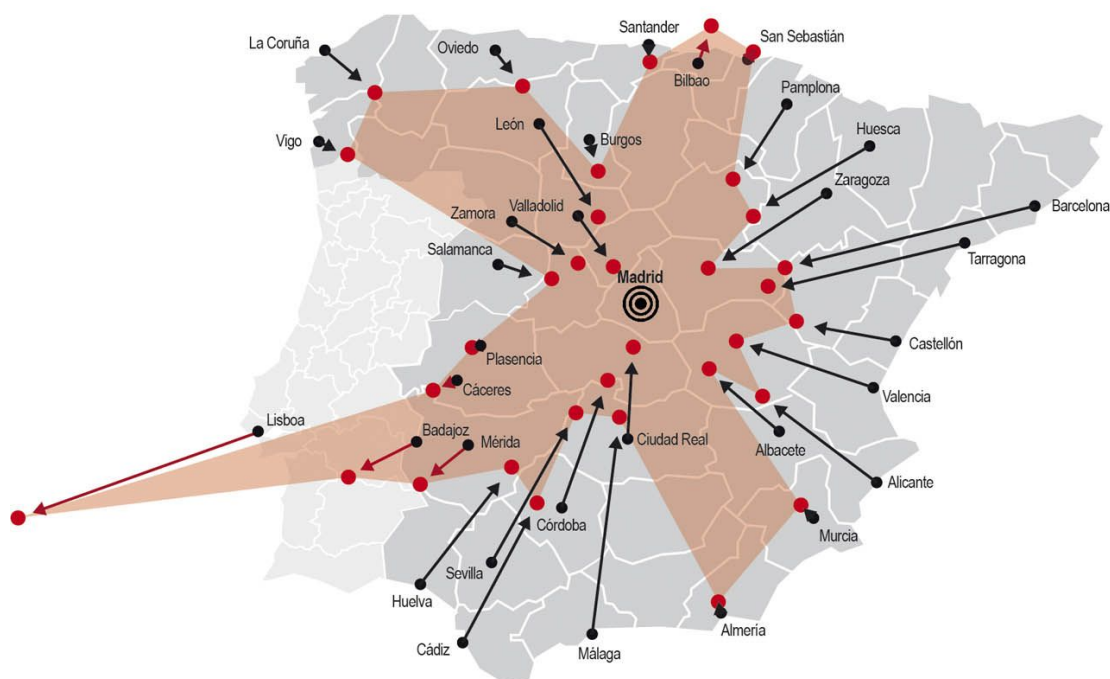 Santander
San Sebastián
La Coruña
Oviedo
Bilbao
Pamplona
León
Burgos
Huesca
Vigo
Zaragoza
Zamora
Valladolid
Barcelona
Salamanca
Tarragona
Madrid
Plasencia
Castellón
Cáceres
Valencia
Lisboa
Badajoz
Mérida
Ciudad Real
Albacete
Alicante
Córdoba
Murcia
Sevilla
Huelva
Almería
Cádiz
Málaga